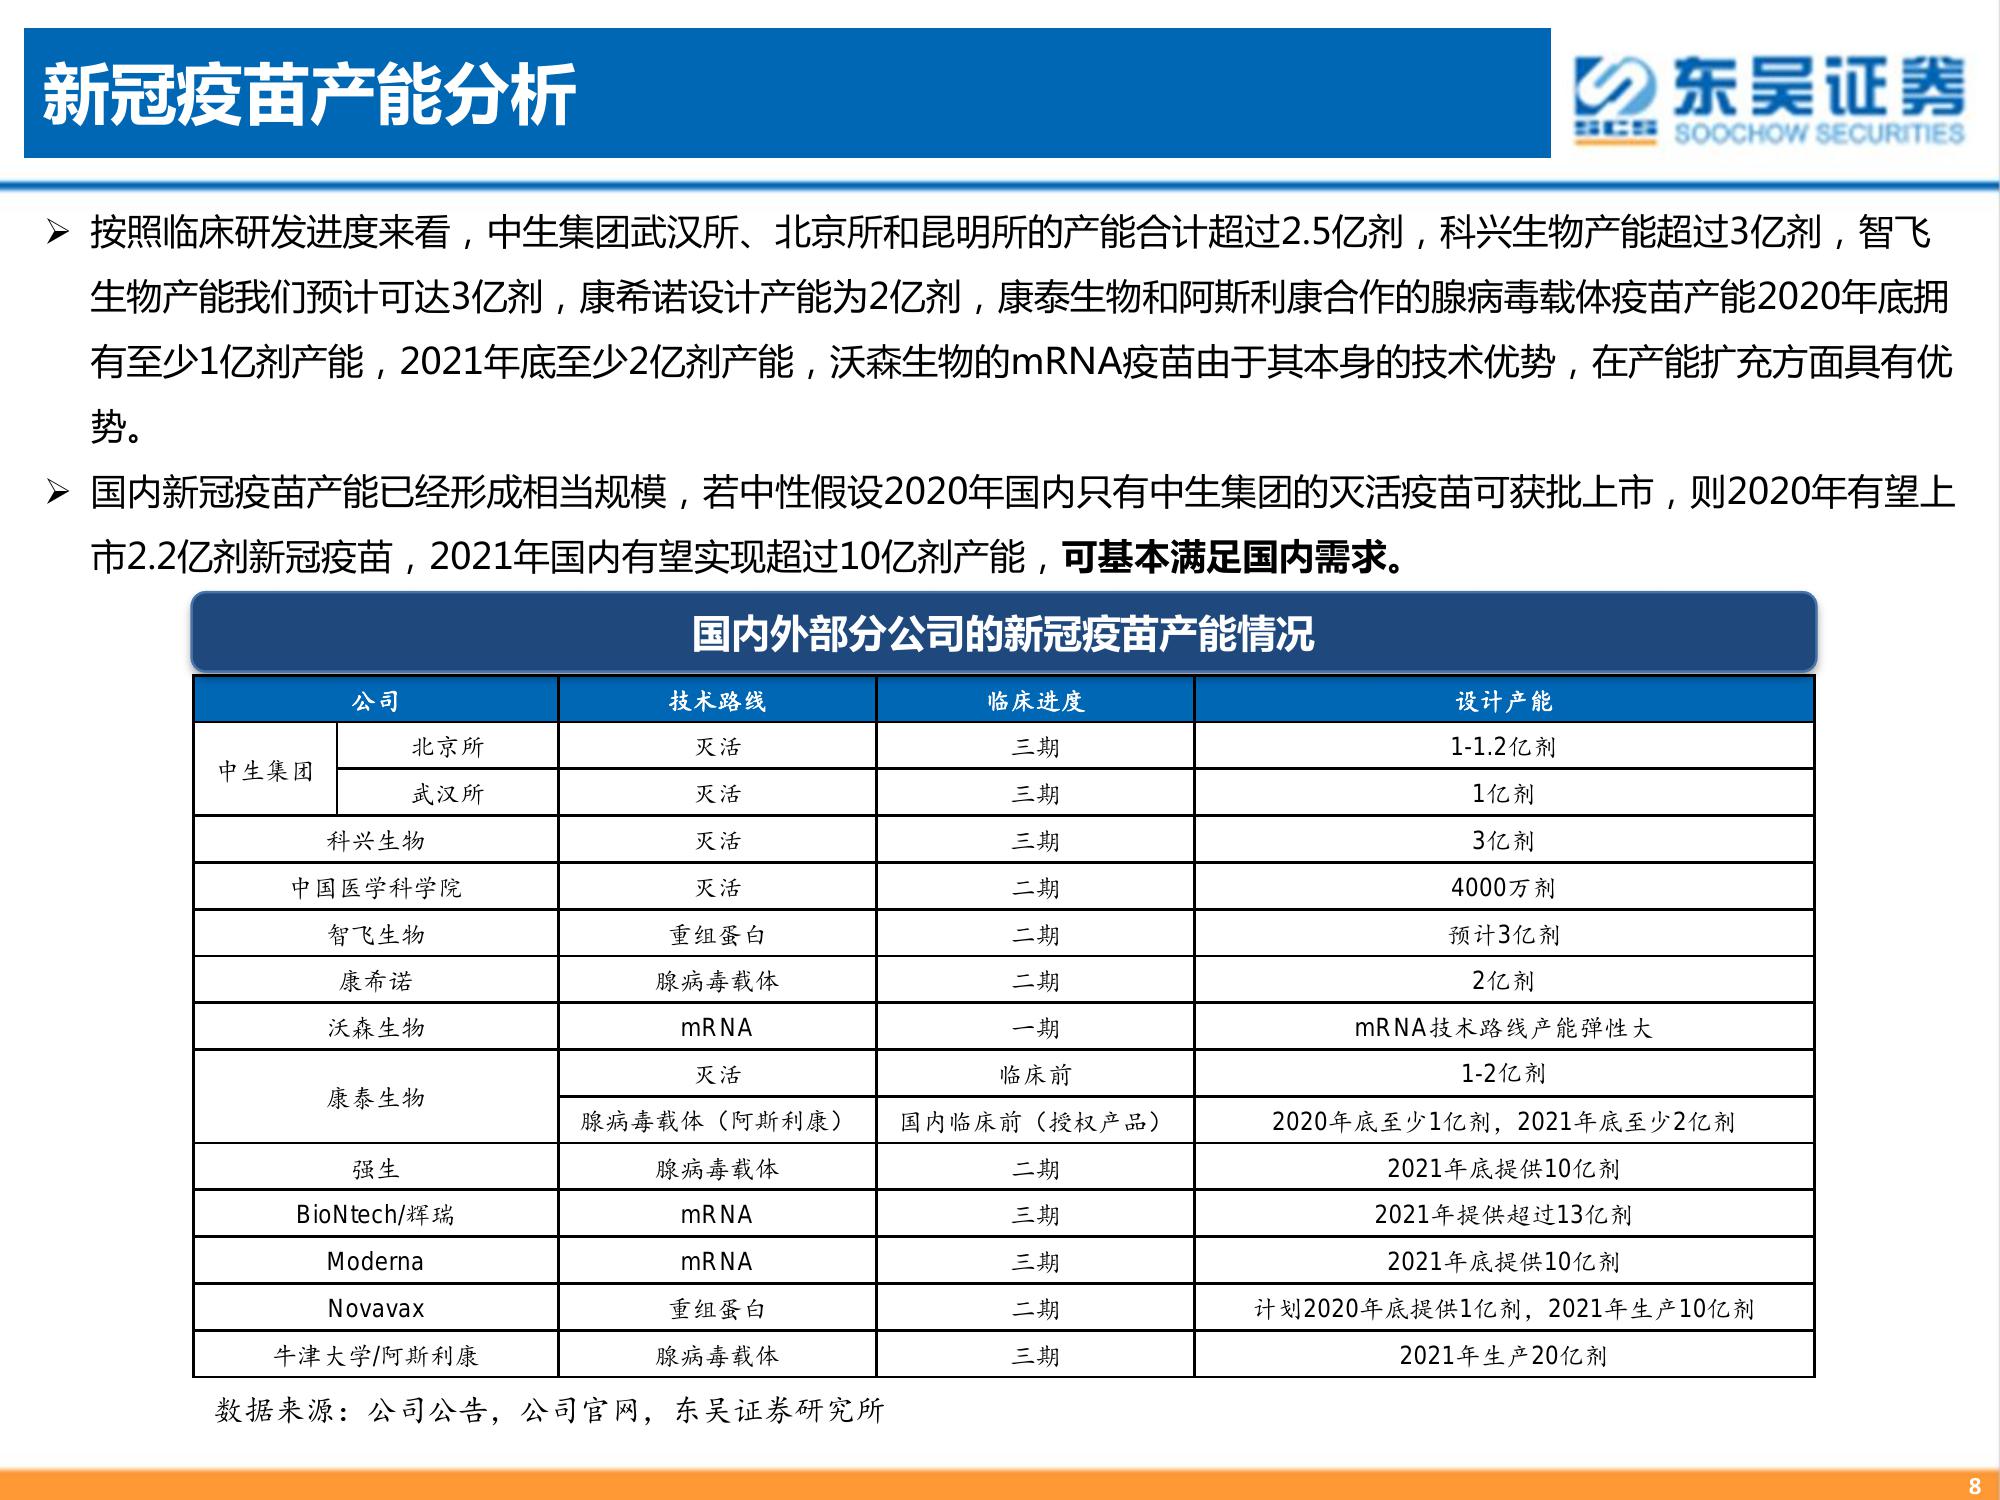 新冠疫苗产能分析
东吴证券
SCS
SOOCHOW SECURITIES
➢ 按照临床研发进度来看，中生集团武汉所、北京所和昆明所的产能合计超过2.5亿剂，科兴生物产能超过3亿剂，智飞
生物产能我们预计可达3亿剂，康希诺设计产能为2亿剂，康泰生物和阿斯利康合作的腺病毒载体疫苗产能2020年底拥
有至少1亿剂产能，2021年底至少2亿剂产能，沃森生物的mRNA疫苗由于其本身的技术优势，在产能扩充方面具有优
势。
➢ 国内新冠疫苗产能已经形成相当规模，若中性假设2020年国内只有中生集团的灭活疫苗可获批上市，则2020年有望上
市2.2亿剂新冠疫苗，2021年国内有望实现超过10亿剂产能，可基本满足国内需求。
国内外部分公司的新冠疫苗产能情况
公司 技术路线 临床进度 设计产能
中生集团 北京所 灭活 三期 1-1.2亿剂
武汉所 灭活 三期 1亿剂
科兴生物 灭活 三期 3亿剂
中国医学科学院 灭活 二期 4000万剂
智飞生物 重组蛋白 二期 预计3亿剂
康希诺 腺病毒载体 二期 2亿剂
沃森生物 mRNA 一期 mRNA技术路线产能弹性大
康泰生物 灭活 临床前 1-2亿剂
腺病毒载体（阿斯利康） 国内临床前（授权产品） 2020年底至少1亿剂，2021年底至少2亿剂
强生 腺病毒载体 二期 2021年底提供10亿剂
BioNtech/辉瑞 mRNA 三期 2021年提供超过13亿剂
Moderna mRNA 三期 2021年底提供10亿剂
Novavax 重组蛋白 二期 计划2020年底提供1亿剂，2021年生产10亿剂
牛津大学/阿斯利康 腺病毒载体 三期 2021年生产20亿剂
数据来源：公司公告，公司官网，东吴证券研究所
8